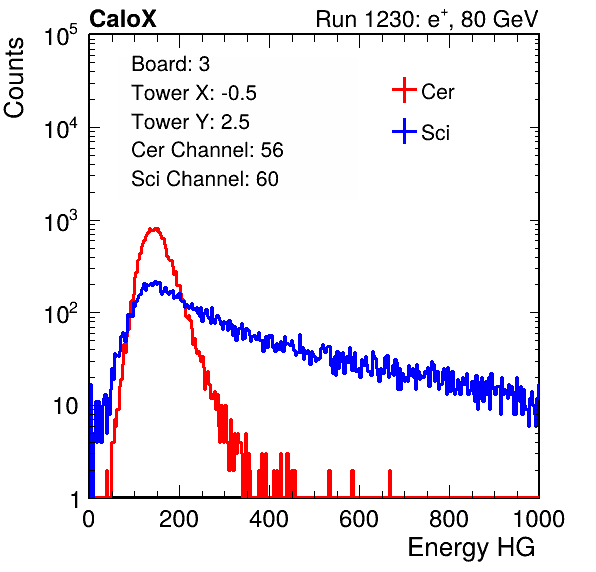 CaloX Run 1230: e⁺, 80 GeV
Counts
Board: 3
Tower X: -0.5
Tower Y: 2.5
Cer Channel: 56
Sci Channel: 60
Cer
Sci
10⁵
10⁴
10³
10²
10
1
0 200 400 600 800 1000
Energy HG